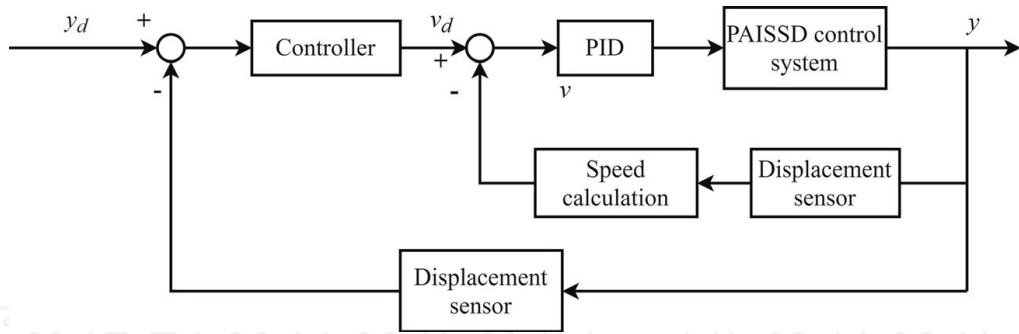 y_d
+
-
Controller
v_d
+
-
PID
v
PAISSD control
system
y
Speed
calculation
Displacement
sensor
Displacement
sensor